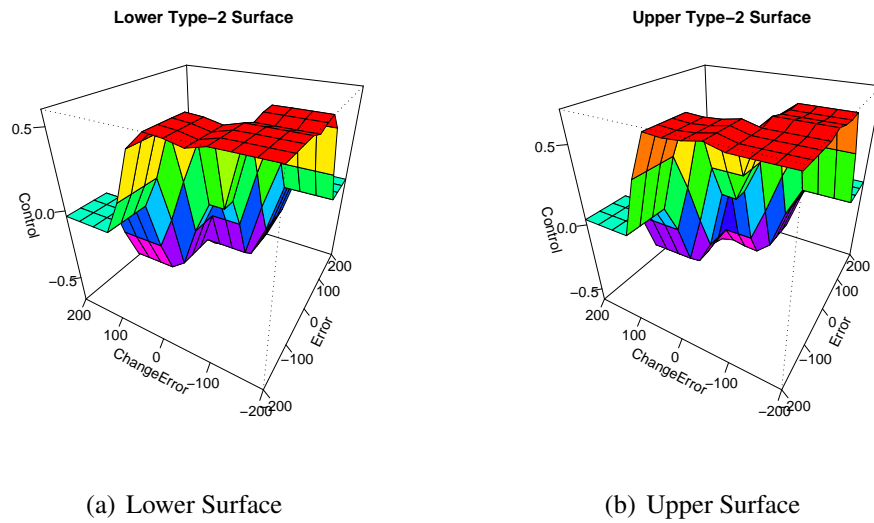 Lower Type−2 Surface
Upper Type−2 Surface
0.5
0.0
−0.5
Control
200
100
0
−100
−200
ChangeError
−200
−100
0
100
200
Error
0.5
0.0
−0.5
Control
200
100
0
−100
−200
ChangeError
−200
−100
0
100
200
Error
(a) Lower Surface
(b) Upper Surface